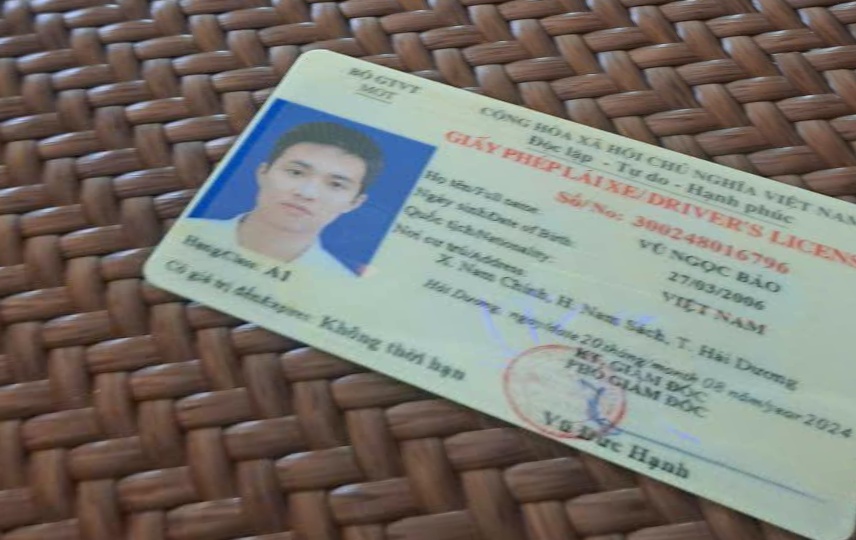 BỘ GTVT
MOT
CỘNG HÒA XÃ HỘI CHỦ NGHĨA VIỆT NAM
Độc lập - Tự do - Hạnh phúc
GIẤY PHÉP LÁI XE/ DRIVER'S LICENS
Số/ No: 300248016796
Họ tên/Full name: VŨ NGỌC BẢO
Ngày sinh/Date of Birth: 27/03/2006
Quốc tịch/Nationality: VIỆT NAM
Nơi cư trú/Address:
X. Nam Chính, H. Nam Sách, T. Hải Dương
Hải Dương, ngày/date 20 tháng/month 08 năm/year 2024
Hạng/Class: A1
KT. GIÁM ĐỐC
PHÓ GIÁM ĐỐC
Có giá trị đến/Expires: Không thời hạn
Vũ Đức Hạnh